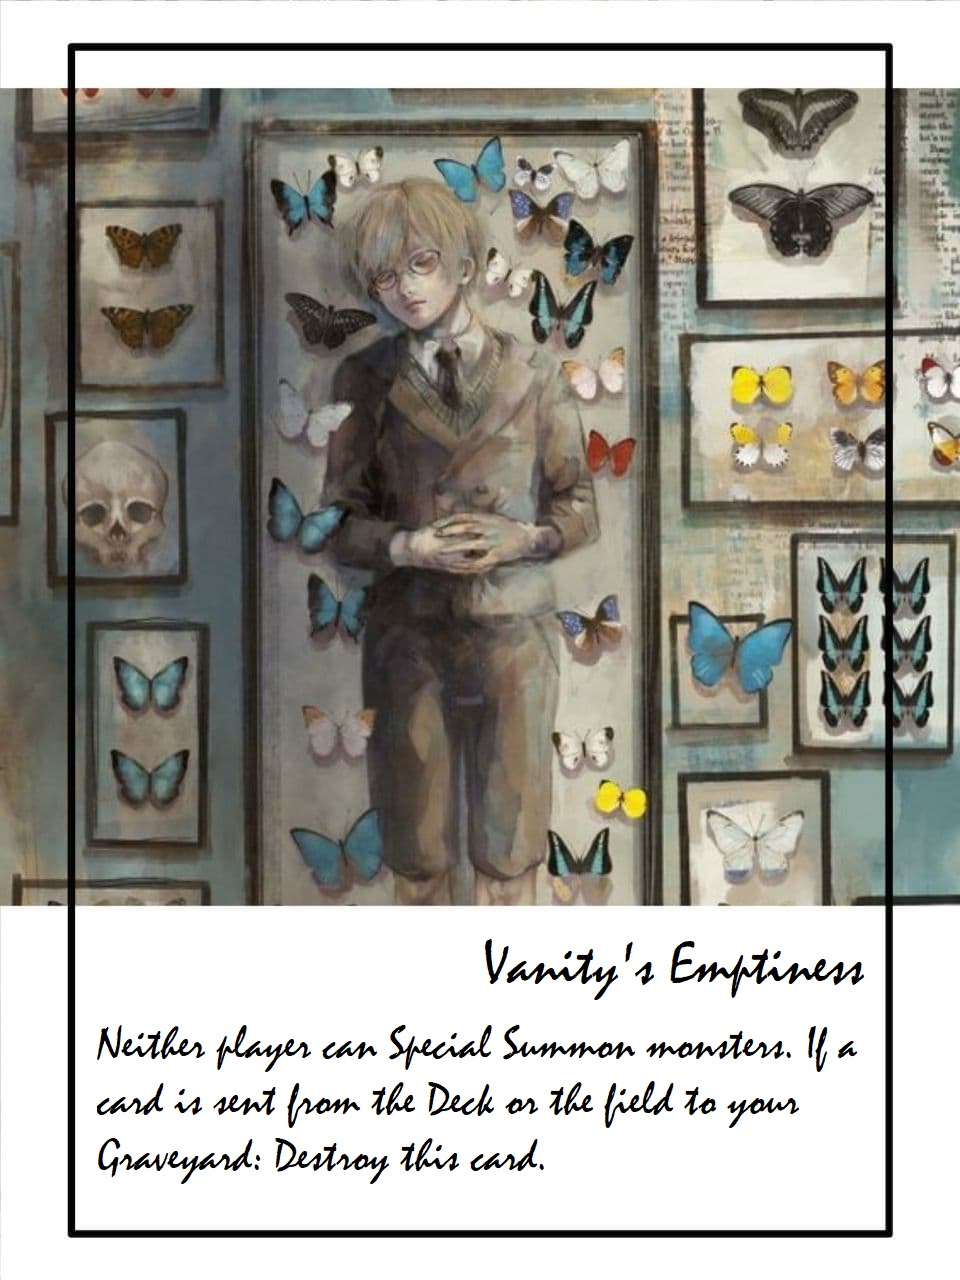 Vanity's Emptiness
Neither player can Special Summon monsters. If a
card is sent from the Deck or the field to your
Graveyard: Destroy this card.